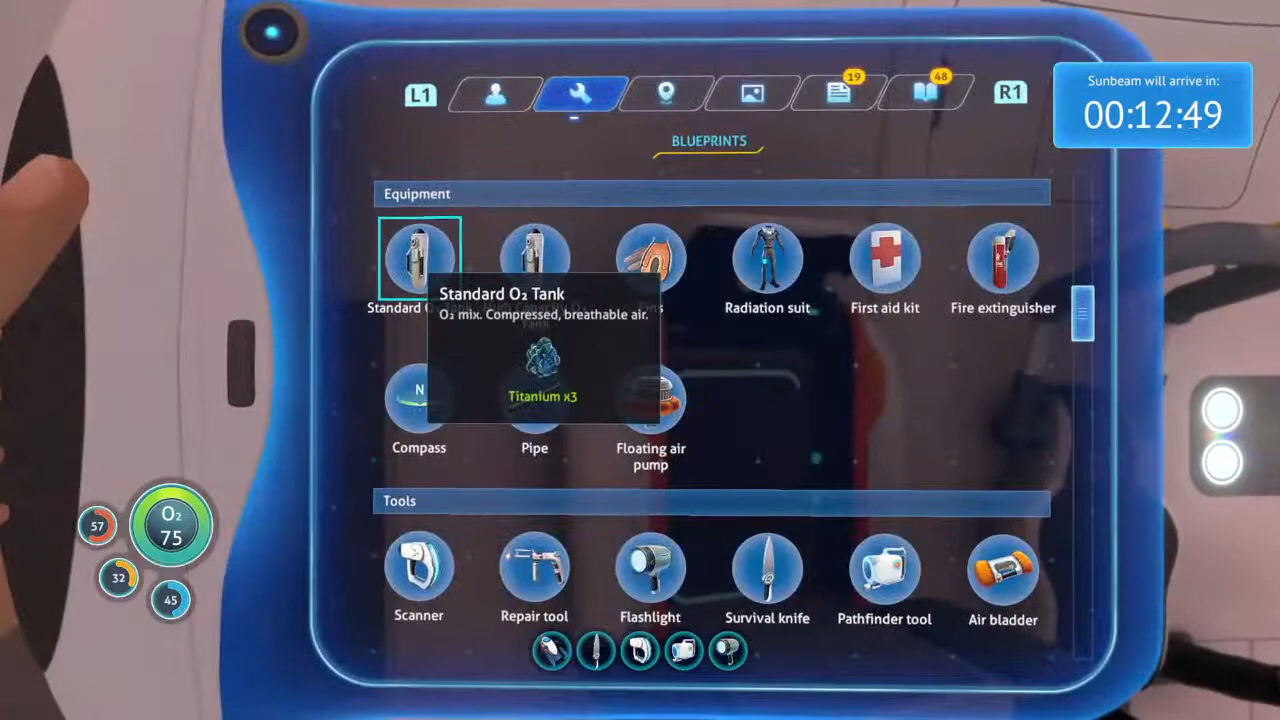 L1
19
48
R1
Sunbeam will arrive in:
00:12:49
BLUEPRINTS
Equipment
Standard O₂ Tank
O₂ mix. Compressed, breathable air.
Titanium x3
Standard
Radiation suit
First aid kit
Fire extinguisher
N
Compass
Pipe
Floating air
pump
Tools
O₂
75
57
32
45
Scanner
Repair tool
Flashlight
Survival knife
Pathfinder tool
Air bladder